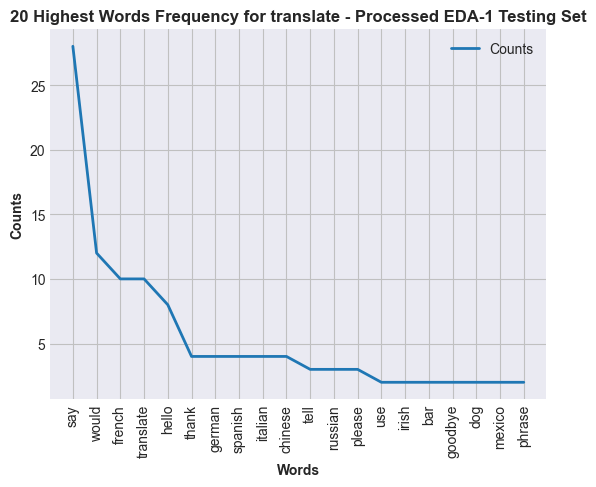 20 Highest Words Frequency for translate - Processed EDA-1 Testing Set
Counts
25
20
15
10
5
Counts
say
would
french
translate
hello
thank
german
spanish
italian
chinese
tell
russian
please
use
irish
bar
goodbye
dog
mexico
phrase
Words